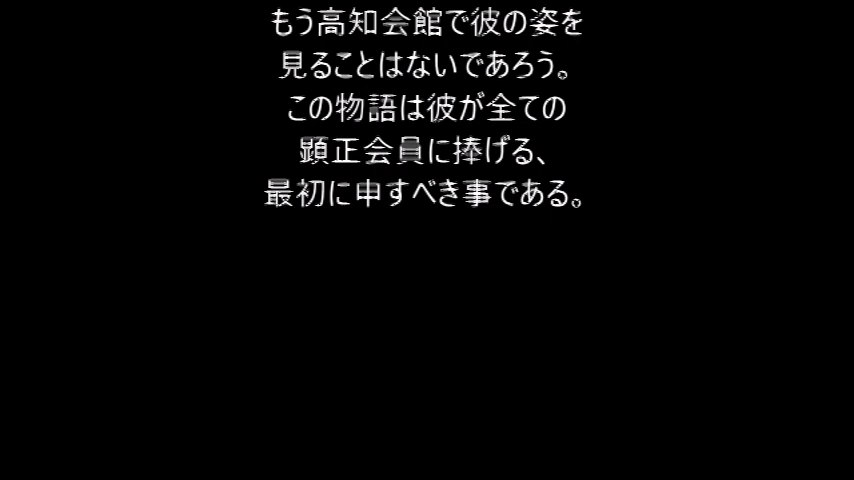 もう高知会館で彼の姿を
見ることはないであろう。
この物語は彼が全ての
顕正会員に捧げる、
最初に申すべき事である。